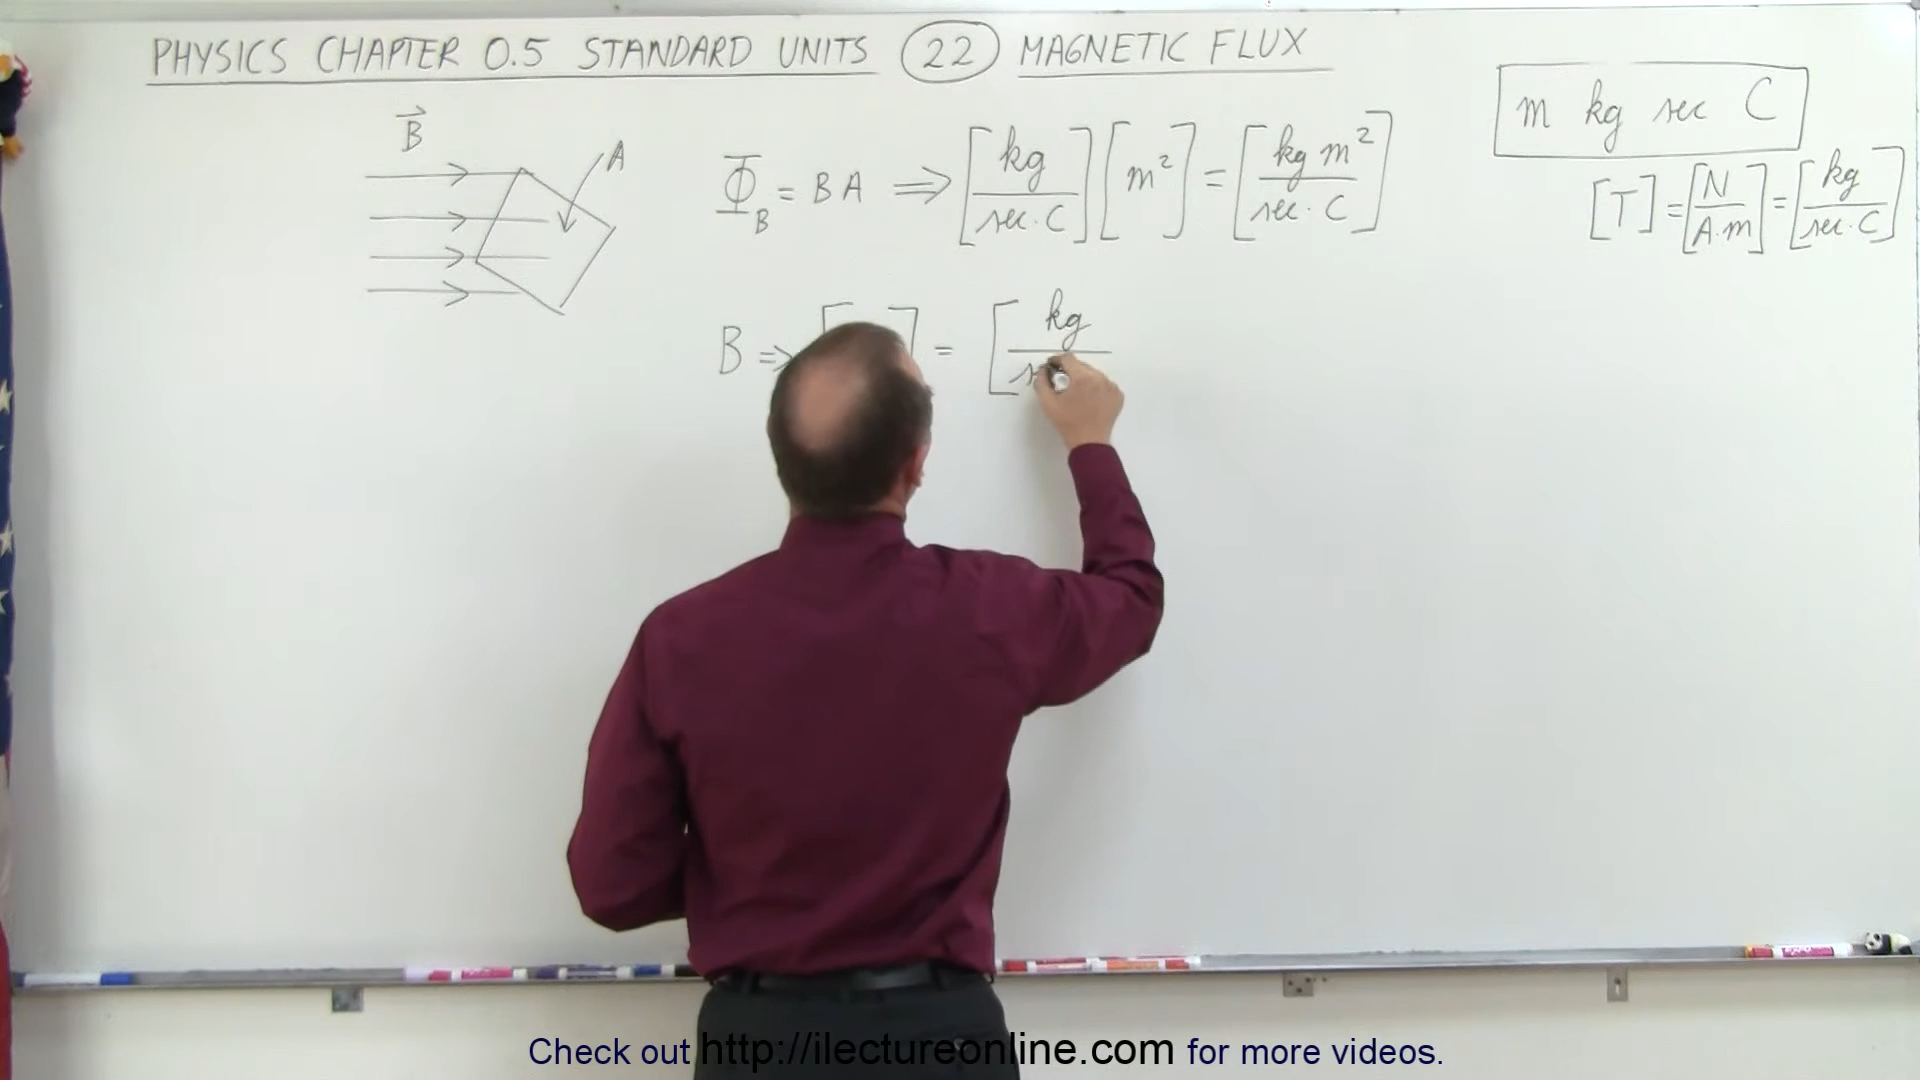 PHYSICS CHAPTER 0.5 STANDARD UNITS 22 MAGNETIC FLUX
m kg sec C
B
A
Φ_B = BA ⇒ [kg / sec·C] [m²] = [kg m² / sec·C]
[T] = [N / A·m] = [kg / sec·C]
B ⇒ [ ] = [kg /
Check out http://ilectureonline.com for more videos.